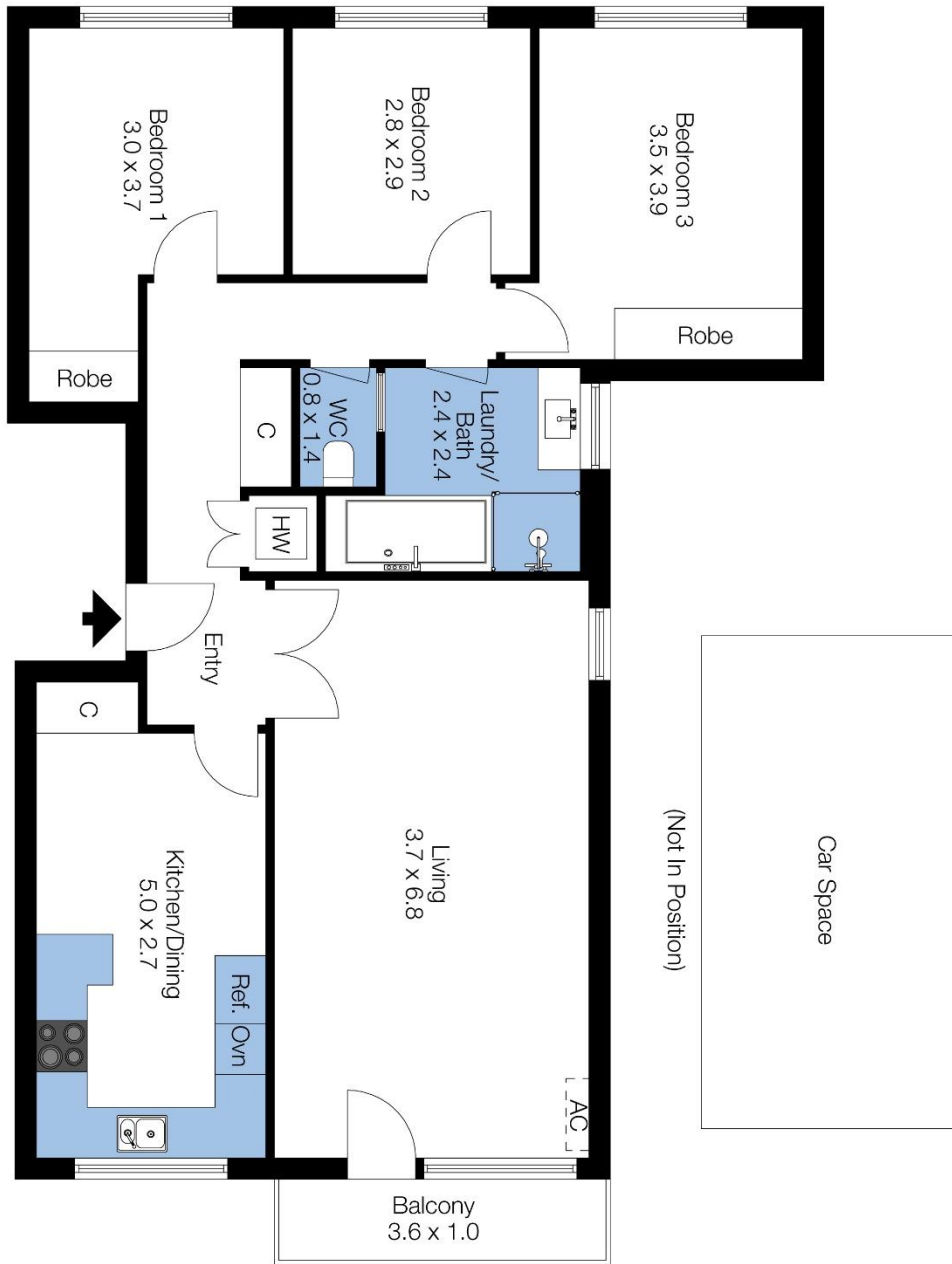 Bedroom 1
3.0 x 3.7
Bedroom 2
2.8 x 2.9
Bedroom 3
3.5 x 3.9
Robe
Robe
C
WC
0.8 x 1.4
Laundry/
Bath
2.4 x 2.4
HW
Entry
C
Kitchen/Dining
5.0 x 2.7
Ref.
Ovn
Living
3.7 x 6.8
AC
Balcony
3.6 x 1.0
(Not In Position)
Car Space